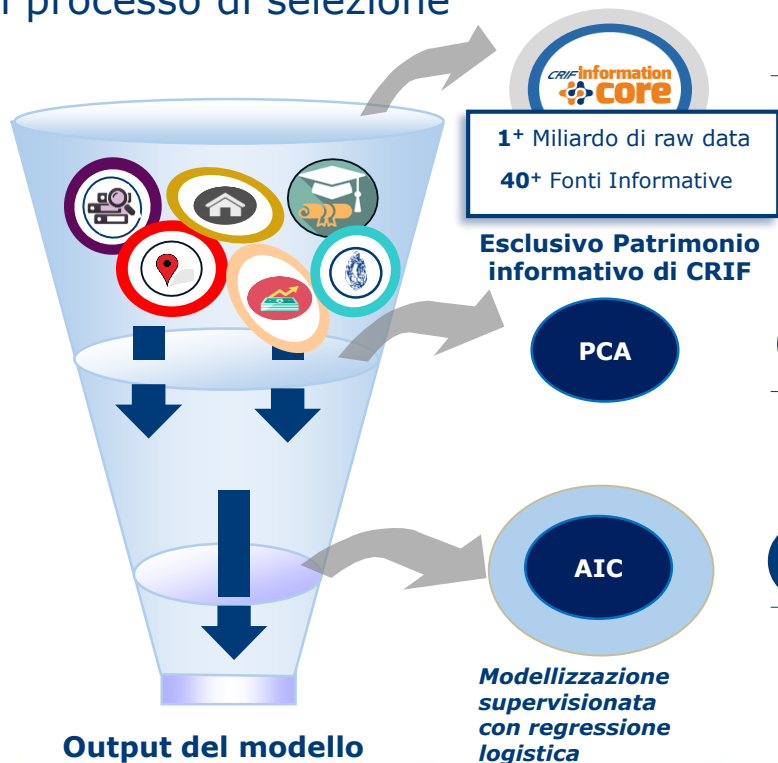 l processo di selezione
CRIF Information
core
1+ Miliardo di raw data
40+ Fonti Informative
Esclusivo Patrimonio
informativo di CRIF
PCA
AIC
Modellizzazione
supervisionata
con regressione
logistica
Output del modello